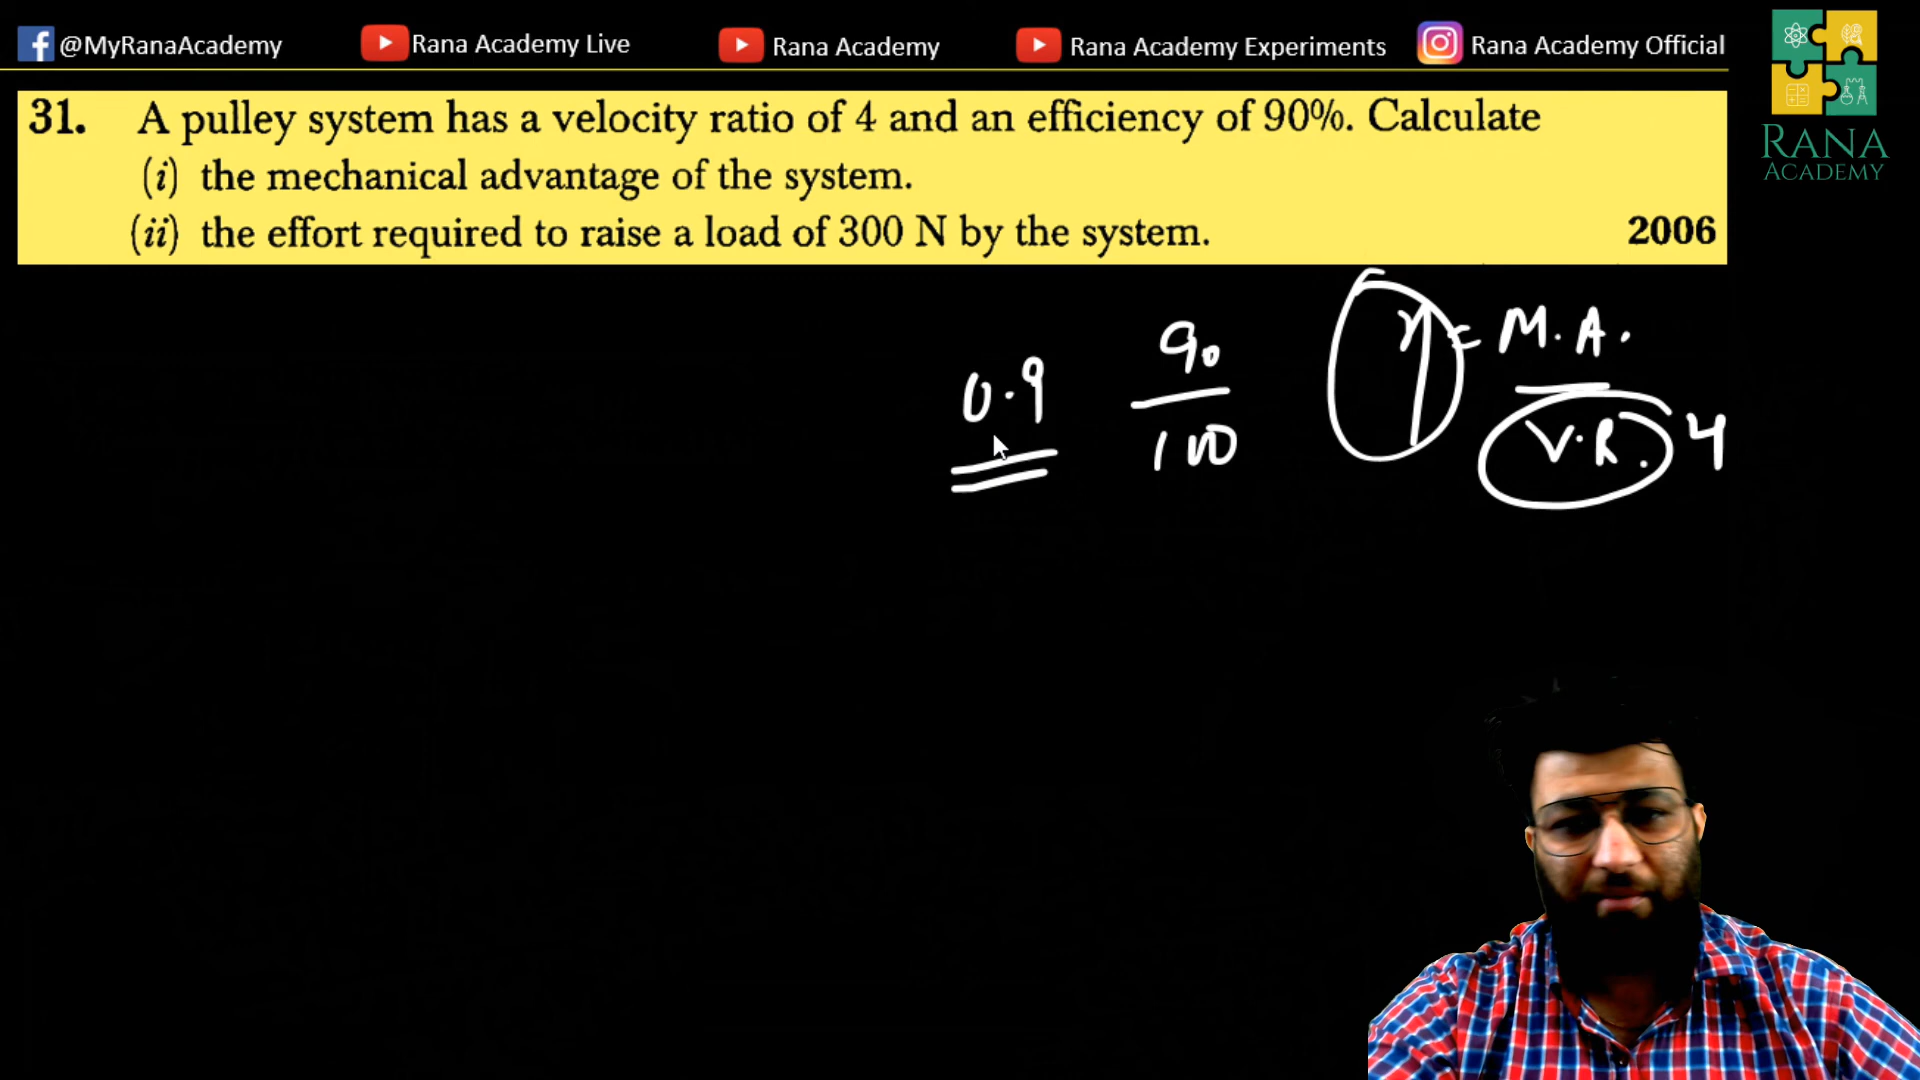 @MyRanaAcademy Rana Academy Live Rana Academy Rana Academy Experiments Rana Academy Official
RANA
ACADEMY
31. A pulley system has a velocity ratio of 4 and an efficiency of 90%. Calculate
(i) the mechanical advantage of the system.
(ii) the effort required to raise a load of 300 N by the system. 2006
0.9
90
100
η = M.A.
V.R. 4